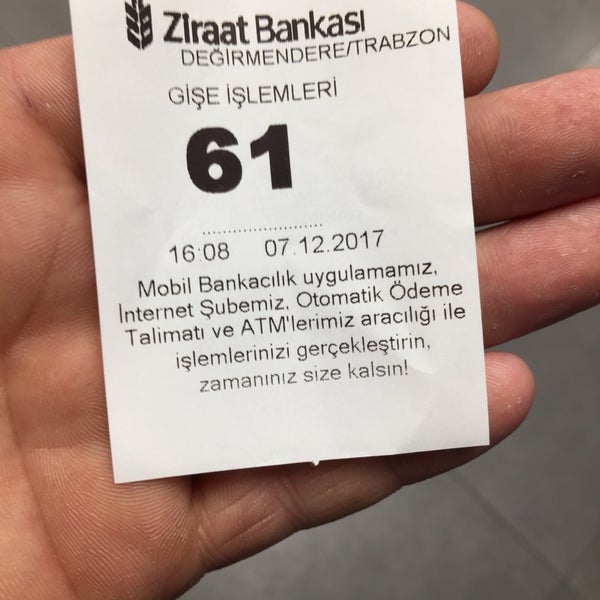 Ziraat Bankası
DEĞİRMENDERE/TRABZON
GİŞE İŞLEMLERİ
61
........................
16:08 07.12.2017
Mobil Bankacılık uygulamamız,
İnternet Şubemiz, Otomatik Ödeme
Talimatı ve ATM'lerimiz aracılığı ile
işlemlerinizi gerçekleştirin,
zamanınız size kalsın!